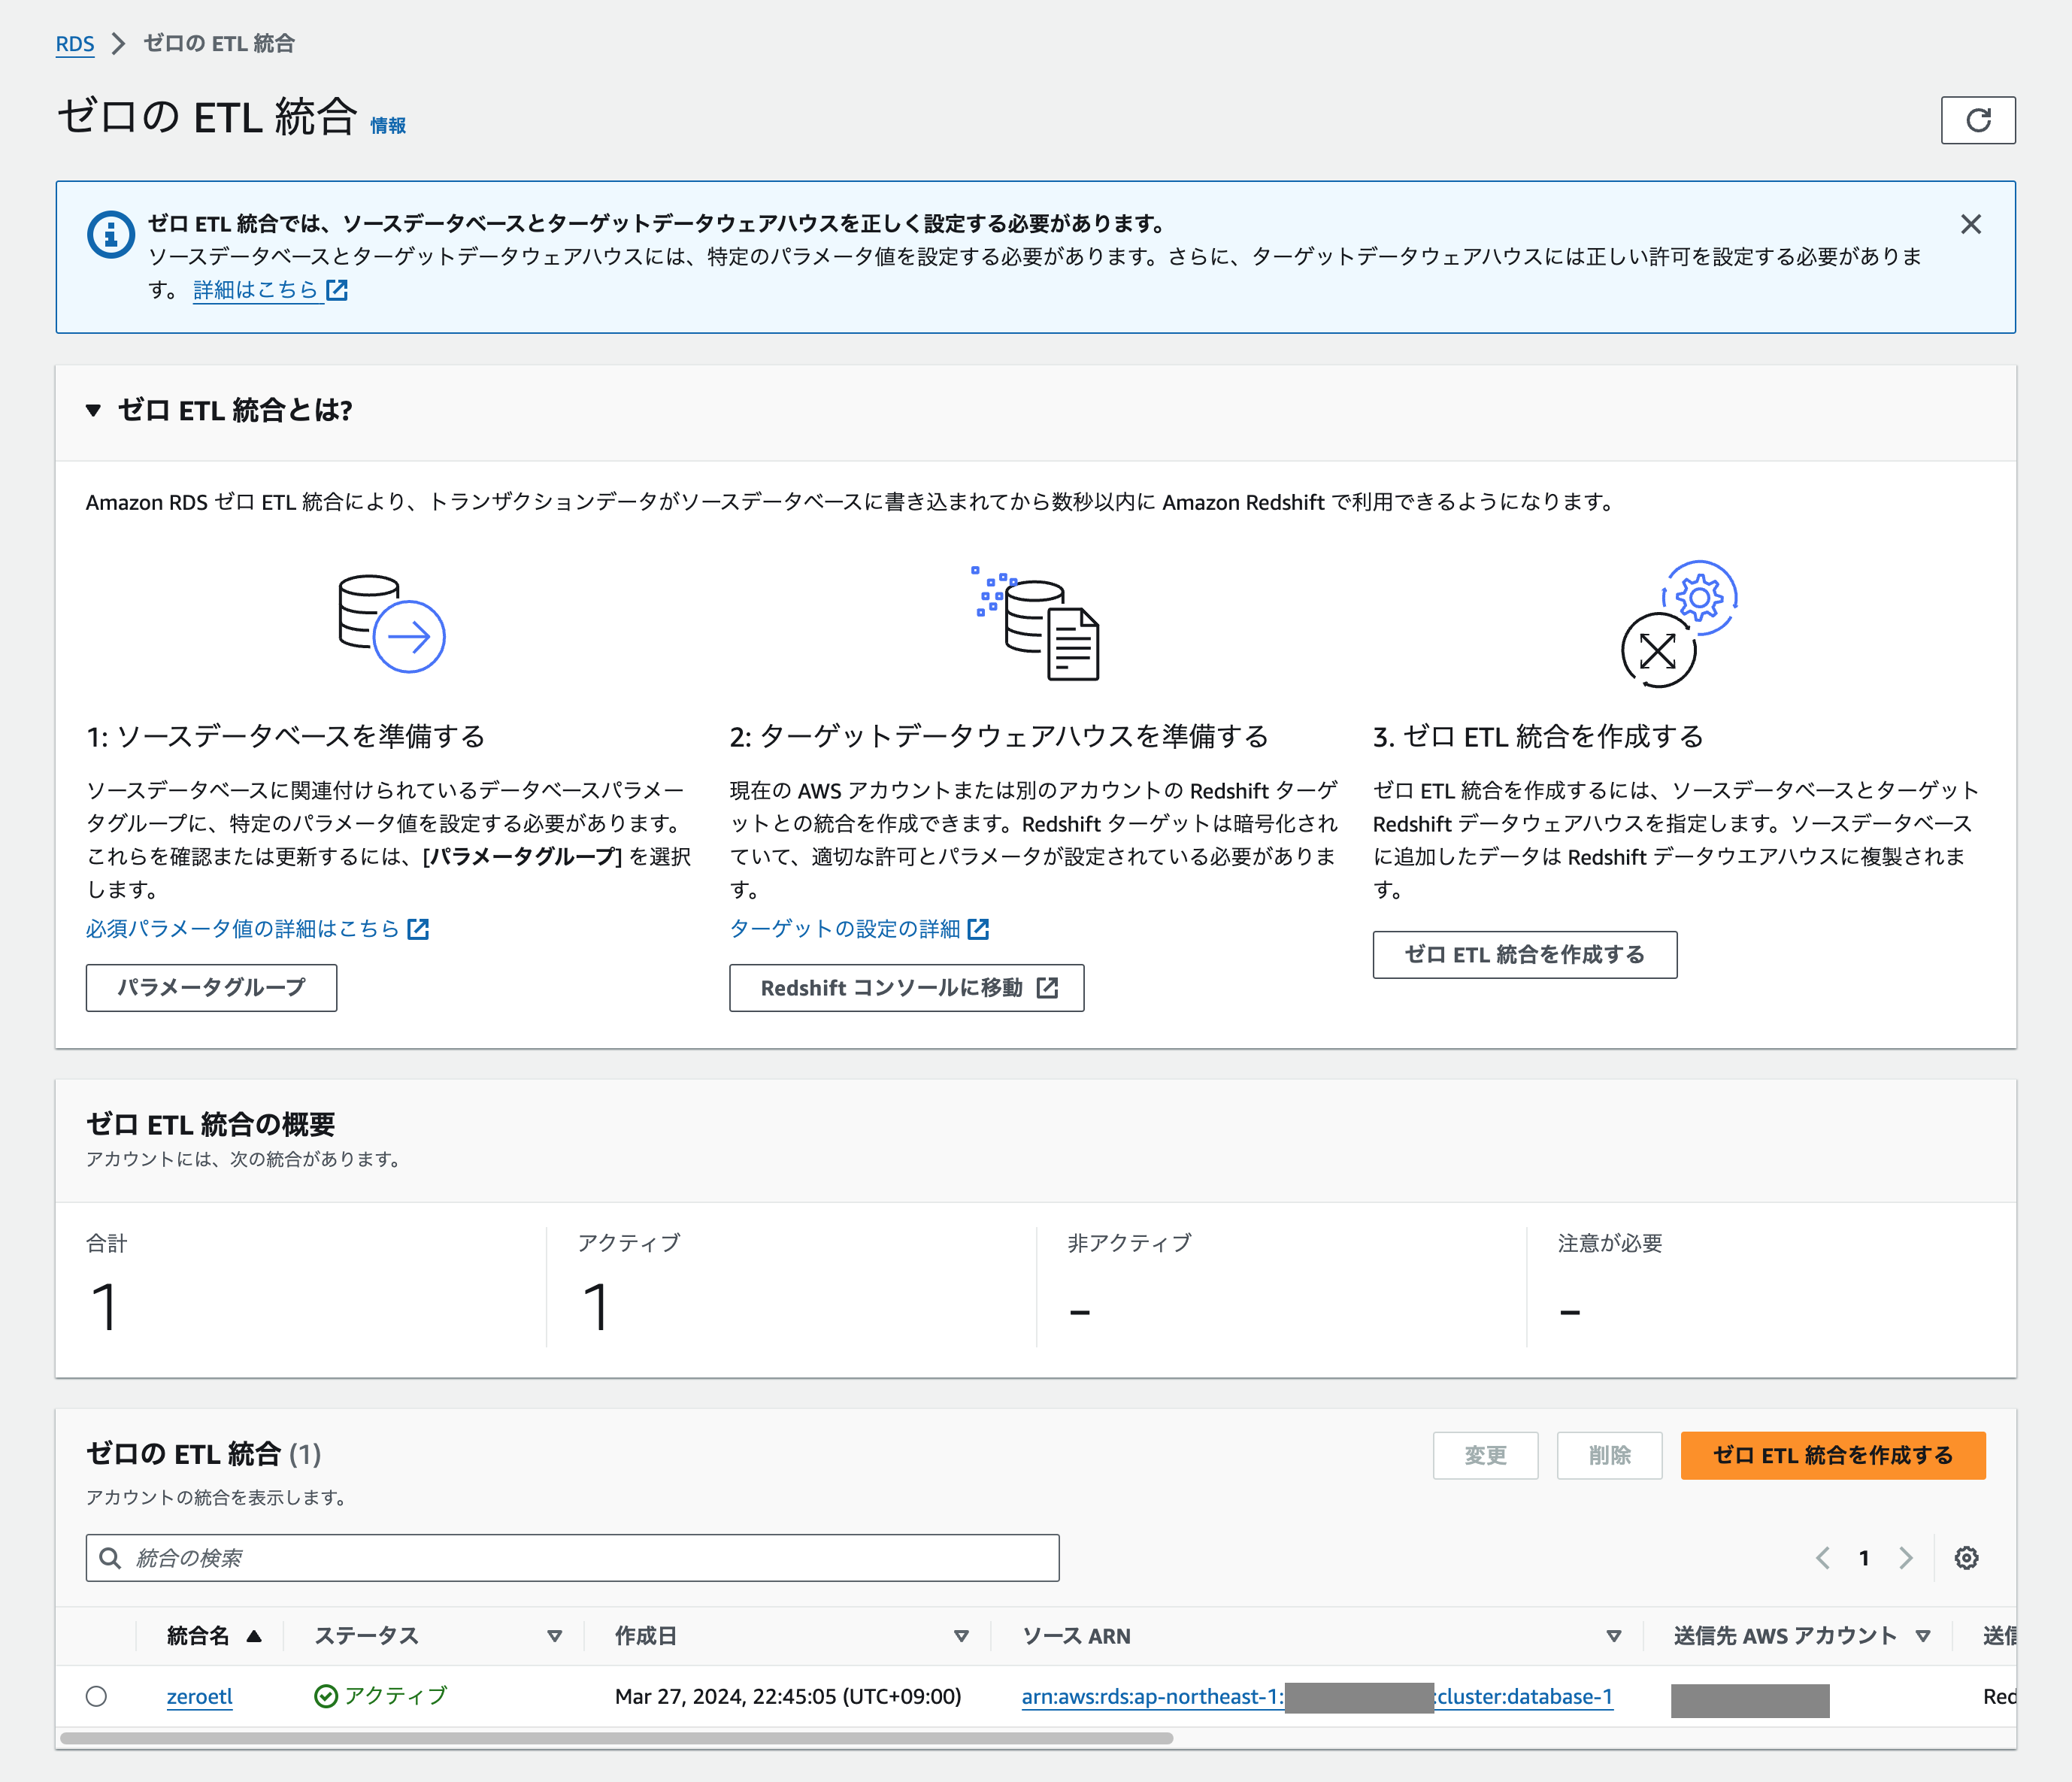 RDS > ゼロの ETL 統合
ゼロの ETL 統合 情報
ゼロ ETL 統合では、ソースデータベースとターゲットデータウェアハウスを正しく設定する必要があります。
ソースデータベースとターゲットデータウェアハウスには、特定のパラメータ値を設定する必要があります。さらに、ターゲットデータウェアハウスには正しい許可を設定する必要がありま
す。 詳細はこちら
ゼロ ETL 統合とは?
Amazon RDS ゼロ ETL 統合により、トランザクションデータがソースデータベースに書き込まれてから数秒以内に Amazon Redshift で利用できるようになります。
1: ソースデータベースを準備する
ソースデータベースに関連付けられているデータベースパラメー
タグループに、特定のパラメータ値を設定する必要があります。
これらを確認または更新するには、[パラメータグループ] を選択
します。
必須パラメータ値の詳細はこちら
パラメータグループ
2: ターゲットデータウェアハウスを準備する
現在の AWS アカウントまたは別のアカウントの Redshift ターゲ
ットとの統合を作成できます。Redshift ターゲットは暗号化され
ていて、適切な許可とパラメータが設定されている必要がありま
す。
ターゲットの設定の詳細
Redshift コンソールに移動
3. ゼロ ETL 統合を作成する
ゼロ ETL 統合を作成するには、ソースデータベースとターゲット
Redshift データウェアハウスを指定します。ソースデータベース
に追加したデータは Redshift データウエアハウスに複製されま
す。
ゼロ ETL 統合を作成する
ゼロ ETL 統合の概要
アカウントには、次の統合があります。
合計
1
アクティブ
1
非アクティブ
–
注意が必要
–
ゼロの ETL 統合 (1)
変更 削除 ゼロ ETL 統合を作成する
アカウントの統合を表示します。
統合の検索
1
統合名 ステータス 作成日 ソース ARN 送信先 AWS アカウント 送信
zeroetl アクティブ Mar 27, 2024, 22:45:05 (UTC+09:00) arn:aws:rds:ap-northeast-1: :cluster:database-1 Red